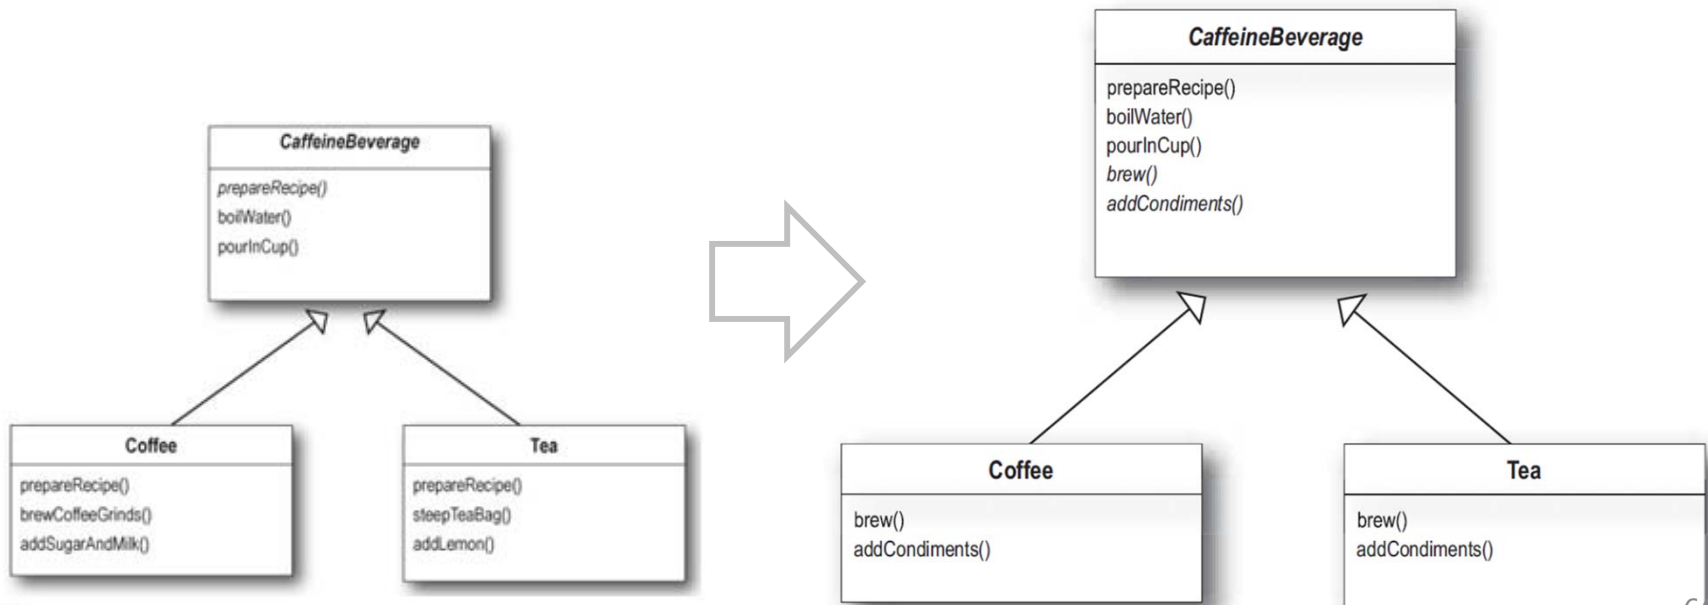 CaffeineBeverage
prepareRecipe()
boilWater()
pourInCup()
Coffee
prepareRecipe()
brewCoffeeGrinds()
addSugarAndMilk()
Tea
prepareRecipe()
steepTeaBag()
addLemon()
CaffeineBeverage
prepareRecipe()
boilWater()
pourInCup()
brew()
addCondiments()
Coffee
brew()
addCondiments()
Tea
brew()
addCondiments()